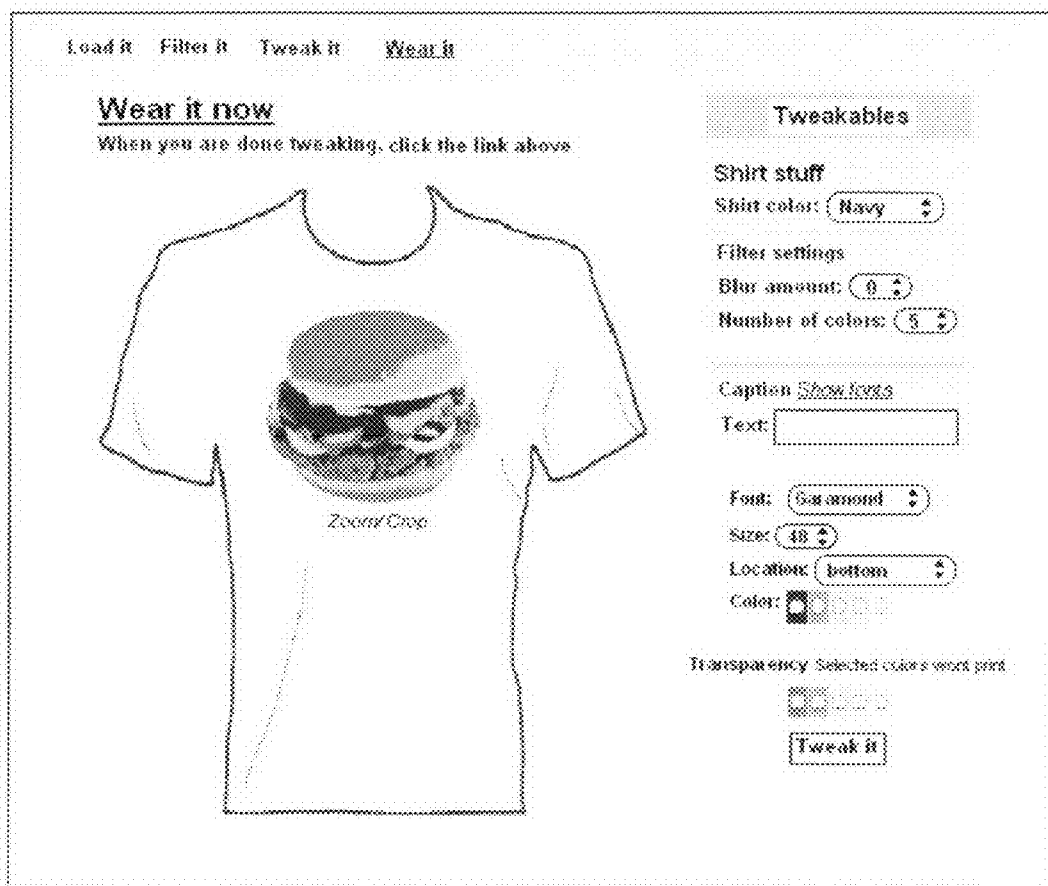 Load it Filter it Tweak it Wear it
Wear it now
When you are done tweaking, click the link above
Zoom/Crop
Tweakables
Shirt stuff
Shirt color: Navy
Filter settings
Blur amount: 0
Number of colors: 5
Caption Show fonts
Text:
Font: Garamond
Size: 48
Location: bottom
Color:
Transparency Selected colors wont print
Tweak it